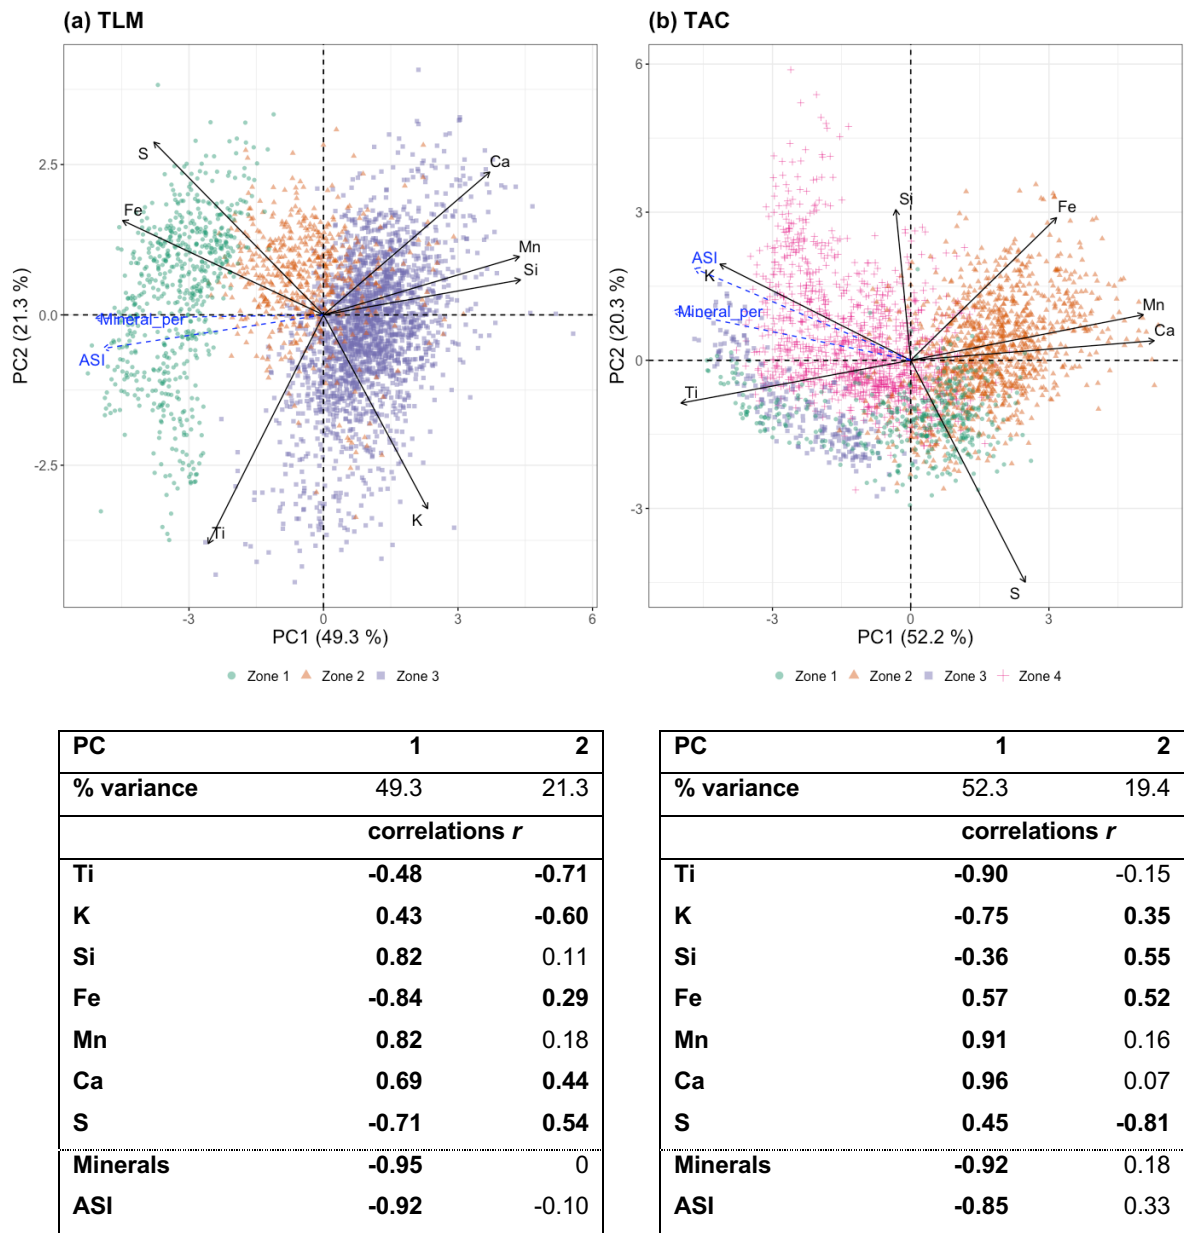 (a) TLM
(b) TAC
PC2 (21.3 %)
2.5
0.0
-2.5
S
Fe
Ca
Mn
Si
Mineral_per
ASI
Ti
K
-3
0
3
6
PC1 (49.3 %)
Zone 1
Zone 2
Zone 3
PC2 (20.3 %)
6
3
0
-3
Si
Fe
ASI
K
Mineral_per
Mn
Ca
Ti
S
-3
0
3
PC1 (52.2 %)
Zone 1
Zone 2
Zone 3
Zone 4
PC 1 2
% variance 49.3 21.3
correlations r
Ti -0.48 -0.71
K 0.43 -0.60
Si 0.82 0.11
Fe -0.84 0.29
Mn 0.82 0.18
Ca 0.69 0.44
S -0.71 0.54
Minerals -0.95 0
ASI -0.92 -0.10
PC 1 2
% variance 52.3 19.4
correlations r
Ti -0.90 -0.15
K -0.75 0.35
Si -0.36 0.55
Fe 0.57 0.52
Mn 0.91 0.16
Ca 0.96 0.07
S 0.45 -0.81
Minerals -0.92 0.18
ASI -0.85 0.33